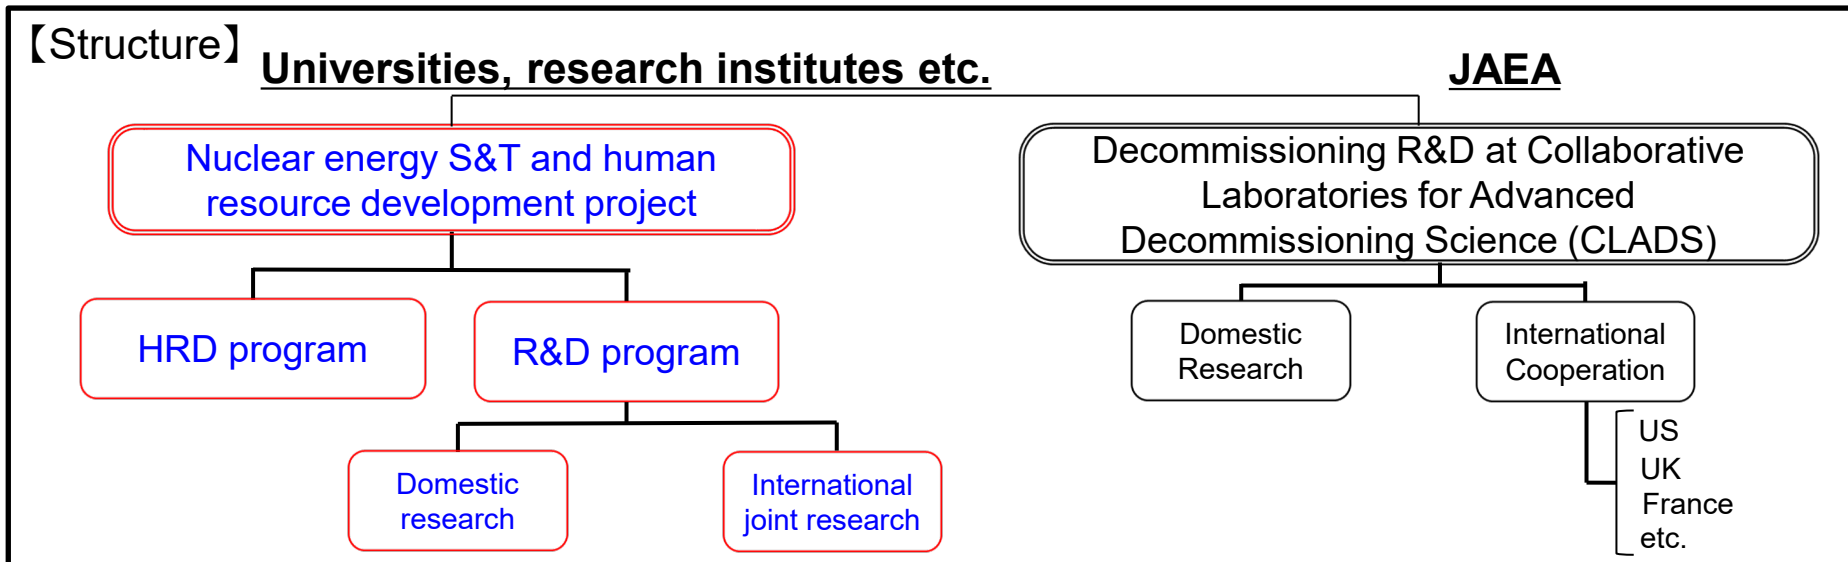 【Structure】
Universities, research institutes etc.
JAEA
Nuclear energy S&T and human
resource development project
Decommissioning R&D at Collaborative
Laboratories for Advanced
Decommissioning Science (CLADS)
HRD program
R&D program
Domestic
Research
International
Cooperation
Domestic
research
International
joint research
US
UK
France
etc.